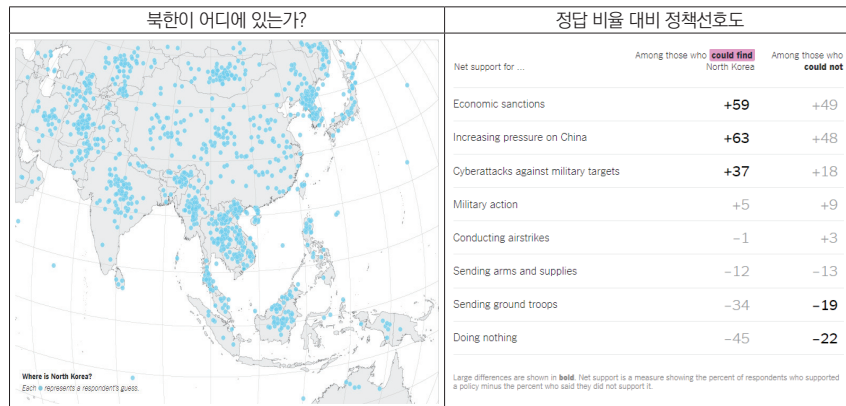 북한이 어디에 있는가?
정답 비율 대비 정책선호도
Where is North Korea?
Each ● represents a respondent's guess.
Net support for ...
Among those who could find North Korea
Among those who could not
Economic sanctions +59 +49
Increasing pressure on China +63 +48
Cyberattacks against military targets +37 +18
Military action +5 +9
Conducting airstrikes −1 +3
Sending arms and supplies −12 −13
Sending ground troops −34 −19
Doing nothing −45 −22
Large differences are shown in bold. Net support is a measure showing the percent of respondents who supported
a policy minus the percent who said they did not support it.